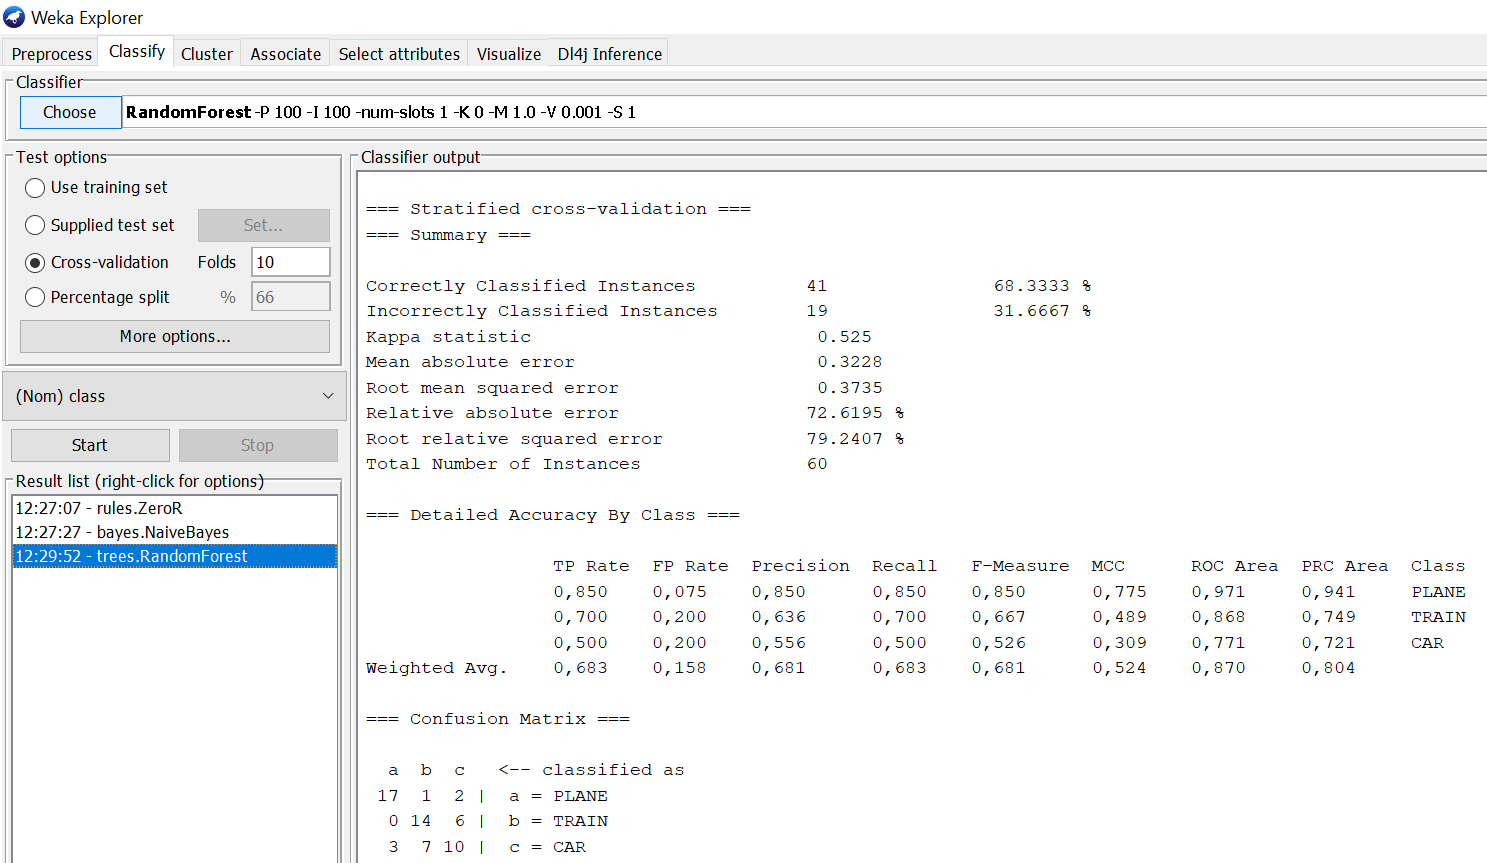 Weka Explorer
Preprocess Classify Cluster Associate Select attributes Visualize Dl4j Inference
Classifier
Choose RandomForest -P 100 -I 100 -num-slots 1 -K 0 -M 1.0 -V 0.001 -S 1
Test options
Use training set
Supplied test set Set...
Cross-validation Folds 10
Percentage split % 66
More options...
(Nom) class
Start Stop
Result list (right-click for options)
12:27:07 - rules.ZeroR
12:27:27 - bayes.NaiveBayes
12:29:52 - trees.RandomForest
Classifier output
=== Stratified cross-validation ===
=== Summary ===
Correctly Classified Instances 41 68.3333 %
Incorrectly Classified Instances 19 31.6667 %
Kappa statistic 0.525
Mean absolute error 0.3228
Root mean squared error 0.3735
Relative absolute error 72.6195 %
Root relative squared error 79.2407 %
Total Number of Instances 60
=== Detailed Accuracy By Class ===
TP Rate FP Rate Precision Recall F-Measure MCC ROC Area PRC Area Class
0,850 0,075 0,850 0,850 0,850 0,775 0,971 0,941 PLANE
0,700 0,200 0,636 0,700 0,667 0,489 0,868 0,749 TRAIN
0,500 0,200 0,556 0,500 0,526 0,309 0,771 0,721 CAR
Weighted Avg. 0,683 0,158 0,681 0,683 0,681 0,524 0,870 0,804
=== Confusion Matrix ===
a b c <-- classified as
17 1 2 | a = PLANE
0 14 6 | b = TRAIN
3 7 10 | c = CAR